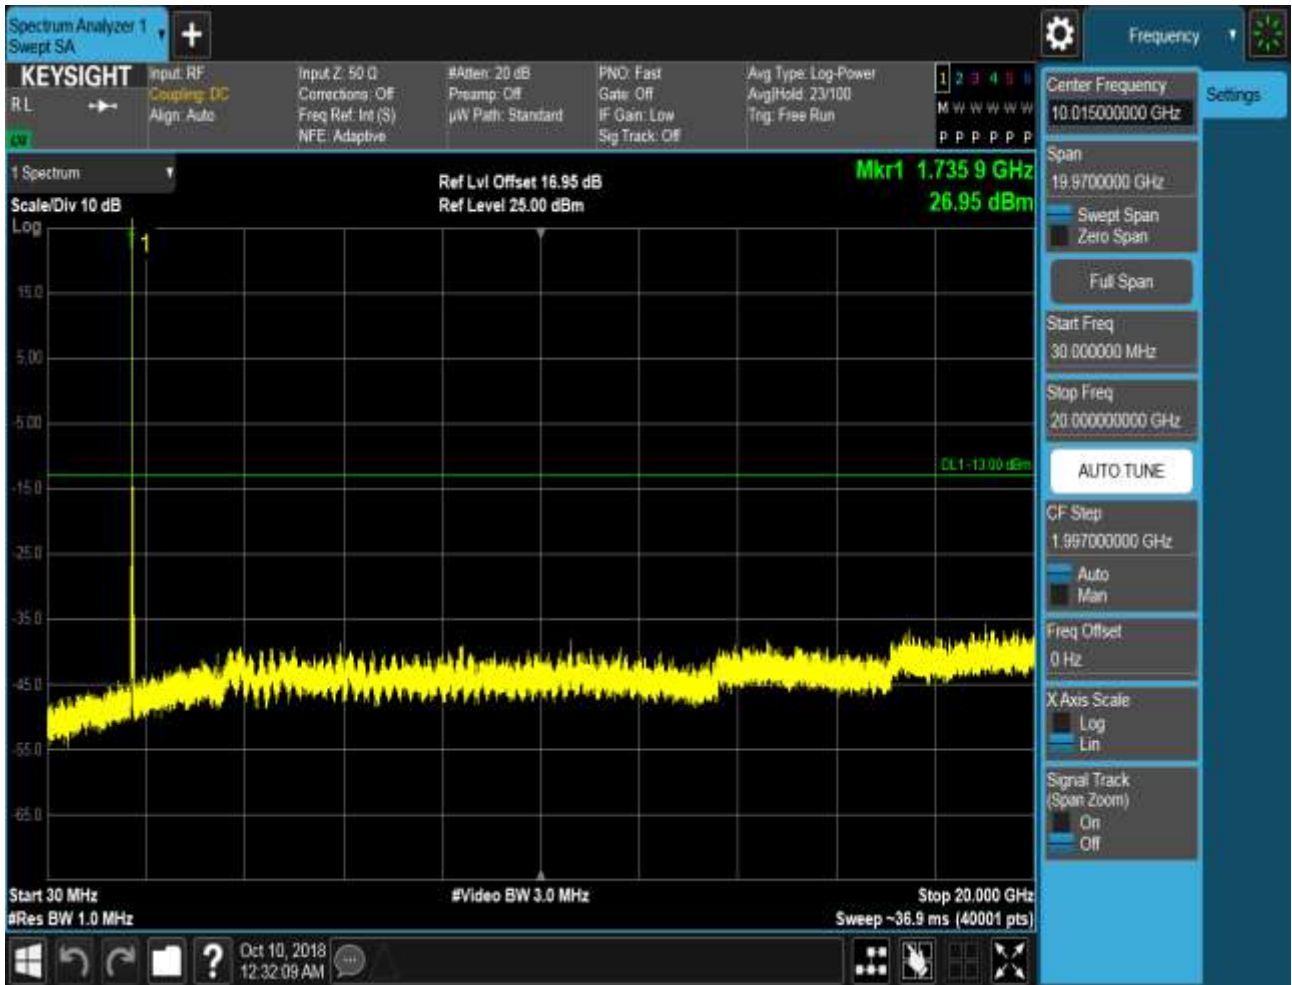 Spectrum Analyzer 1
Swept SA
+
Frequency
KEYSIGHT
RL
Input: RF
Coupling: DC
Align: Auto
Input Z: 50 Ω
Corrections: Off
Freq Ref: Int (S)
NFE: Adaptive
#Atten: 20 dB
Preamp: Off
µW Path: Standard
PNO: Fast
Gate: Off
IF Gain: Low
Sig Track: Off
Avg Type: Log-Power
Avg|Hold: 23/100
Trig: Free Run
1 2 3 4 5 6
M W W W W W
P P P P P P
1 Spectrum
Scale/Div 10 dB
Log
Ref Lvl Offset 16.95 dB
Ref Level 25.00 dBm
Mkr1 1.735 9 GHz
26.95 dBm
1
15.0
5.00
-5.00
DL1 -13.00 dBm
-15.0
-25.0
-35.0
-45.0
-55.0
-65.0
Start 30 MHz
#Res BW 1.0 MHz
#Video BW 3.0 MHz
Stop 20.000 GHz
Sweep ~36.9 ms (40001 pts)
?
Oct 10, 2018
12:32:09 AM
Center Frequency
10.015000000 GHz
Settings
Span
19.9700000 GHz
Swept Span
Zero Span
Full Span
Start Freq
30.000000 MHz
Stop Freq
20.000000000 GHz
AUTO TUNE
CF Step
1.997000000 GHz
Auto
Man
Freq Offset
0 Hz
X Axis Scale
Log
Lin
Signal Track
(Span Zoom)
On
Off